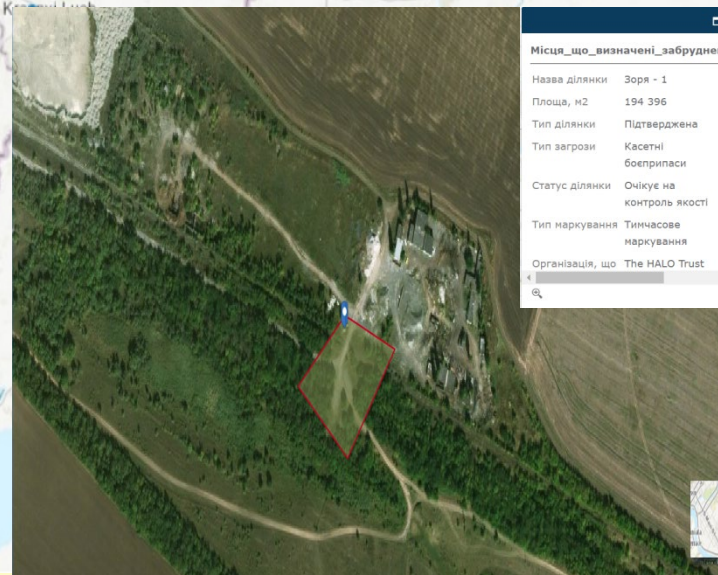 Місця_що_визначені_забруднен
Назва ділянки Зоря - 1
Площа, м2 194 396
Тип ділянки Підтверджена
Тип загрози Касетні
боєприпаси
Статус ділянки Очікує на
контроль якості
Тип маркування Тимчасове
маркування
Організація, що The HALO Trust